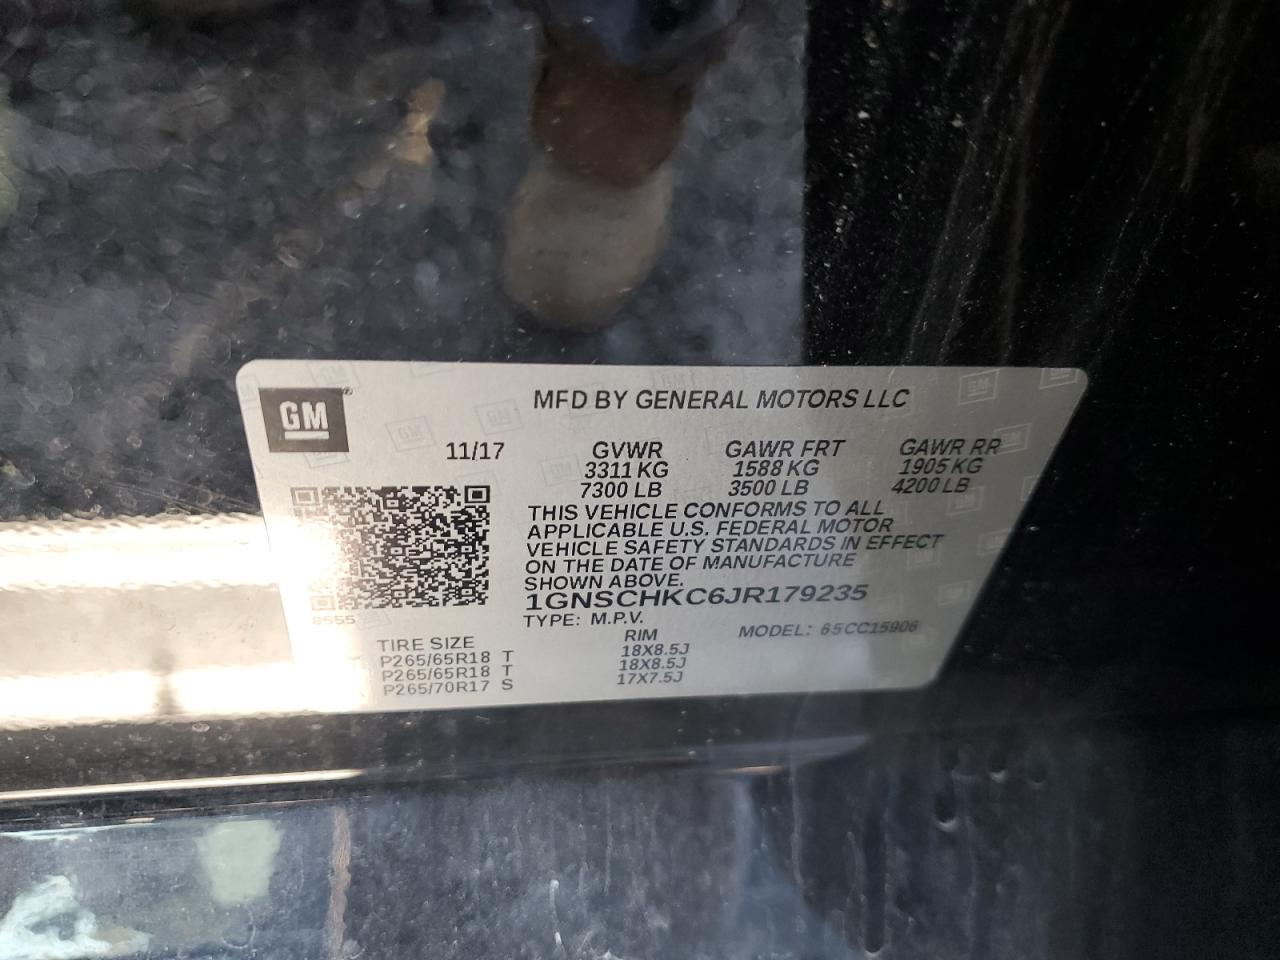 GM
MFD BY GENERAL MOTORS LLC
11/17 GVWR GAWR FRT GAWR RR
3311 KG 1588 KG 1905 KG
7300 LB 3500 LB 4200 LB
THIS VEHICLE CONFORMS TO ALL
APPLICABLE U.S. FEDERAL MOTOR
VEHICLE SAFETY STANDARDS IN EFFECT
ON THE DATE OF MANUFACTURE
SHOWN ABOVE.
1GNSCHKC6JR179235
8555
TYPE: M.P.V.
MODEL: 65CC15906
TIRE SIZE RIM
P265/65R18 T 18X8.5J
P265/65R18 T 18X8.5J
P265/70R17 S 17X7.5J